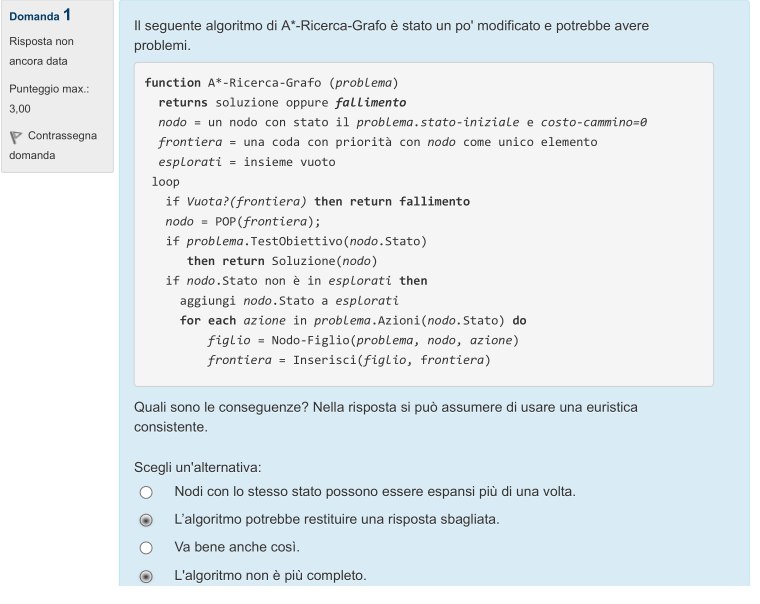 Domanda 1
Risposta non
ancora data
Punteggio max.:
3,00
Contrassegna
domanda
Il seguente algoritmo di A*-Ricerca-Grafo è stato un po' modificato e potrebbe avere
problemi.
function A*-Ricerca-Grafo (problema)
returns soluzione oppure fallimento
nodo = un nodo con stato il problema.stato-iniziale e costo-cammino=0
frontiera = una coda con priorità con nodo come unico elemento
esplorati = insieme vuoto
loop
if Vuota?(frontiera) then return fallimento
nodo = POP(frontiera);
if problema.TestObiettivo(nodo.Stato)
then return Soluzione(nodo)
if nodo.Stato non è in esplorati then
aggiungi nodo.Stato a esplorati
for each azione in problema.Azioni(nodo.Stato) do
figlio = Nodo-Figlio(problema, nodo, azione)
frontiera = Inserisci(figlio, frontiera)
Quali sono le conseguenze? Nella risposta si può assumere di usare una euristica
consistente.
Scegli un'alternativa:
Nodi con lo stesso stato possono essere espansi più di una volta.
L'algoritmo potrebbe restituire una risposta sbagliata.
Va bene anche così.
L'algoritmo non è più completo.